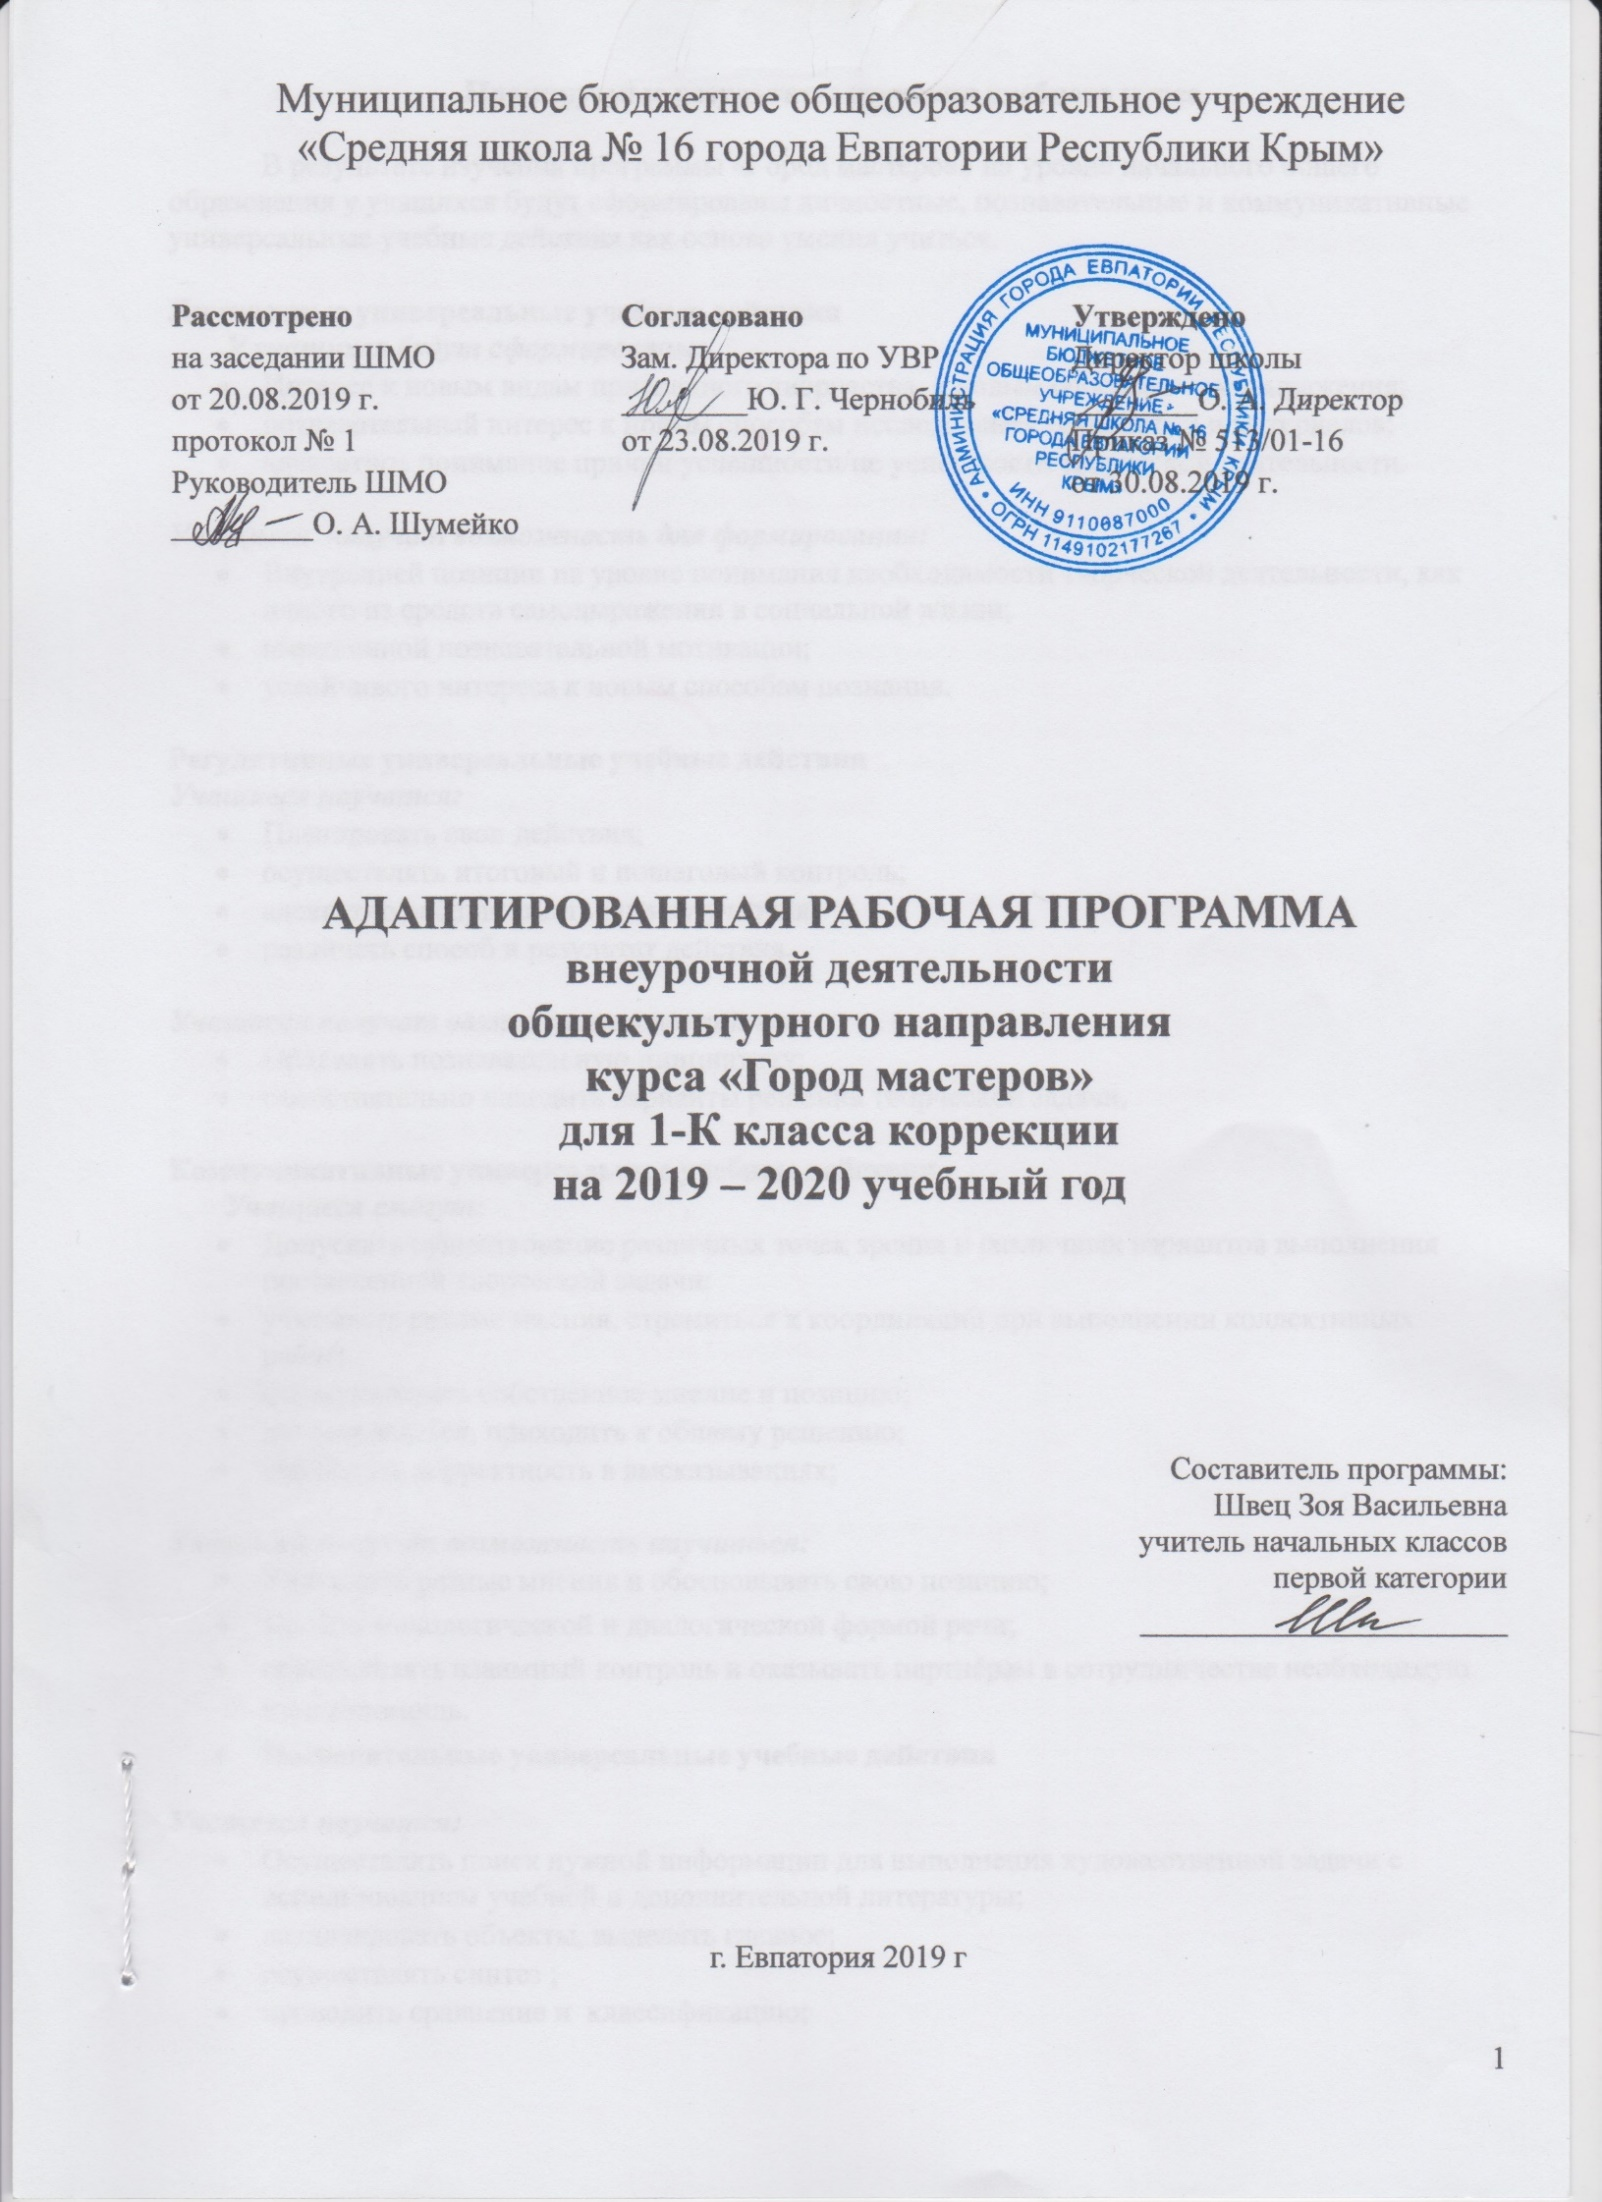 Муниципальное бюджетное общеобразовательное учреждение
«Средняя школа № 16 города Евпатории Республики Крым»
Рассмотрено
на заседании ШМО
от 20.08.2019 г.
протокол № 1
Руководитель ШМО
О. А. Шумейко
Согласовано
Зам. Директора по УВР
Ю. Г. Чернобиль
от 23.08.2019 г.
Утверждено
Директор школы
О. А. Директор
Приказ № 513/01-16
от 30.08.2019 г.
АДМИНИСТРАЦИЯ ГОРОДА ЕВПАТОРИИ РЕСПУБЛИКИ КРЫМ
ОГРН 1149102177267
ИНН 9110087000
МУНИЦИПАЛЬНОЕ
БЮДЖЕТНОЕ
ОБЩЕОБРАЗОВАТЕЛЬНОЕ
УЧРЕЖДЕНИЕ
«СРЕДНЯЯ ШКОЛА № 16
ГОРОДА ЕВПАТОРИИ
РЕСПУБЛИКИ
КРЫМ»
АДАПТИРОВАННАЯ РАБОЧАЯ ПРОГРАММА
внеурочной деятельности
общекультурного направления
курса «Город мастеров»
для 1-К класса коррекции
на 2019 – 2020 учебный год
Составитель программы:
Швец Зоя Васильевна
учитель начальных классов
первой категории
г. Евпатория 2019 г
1